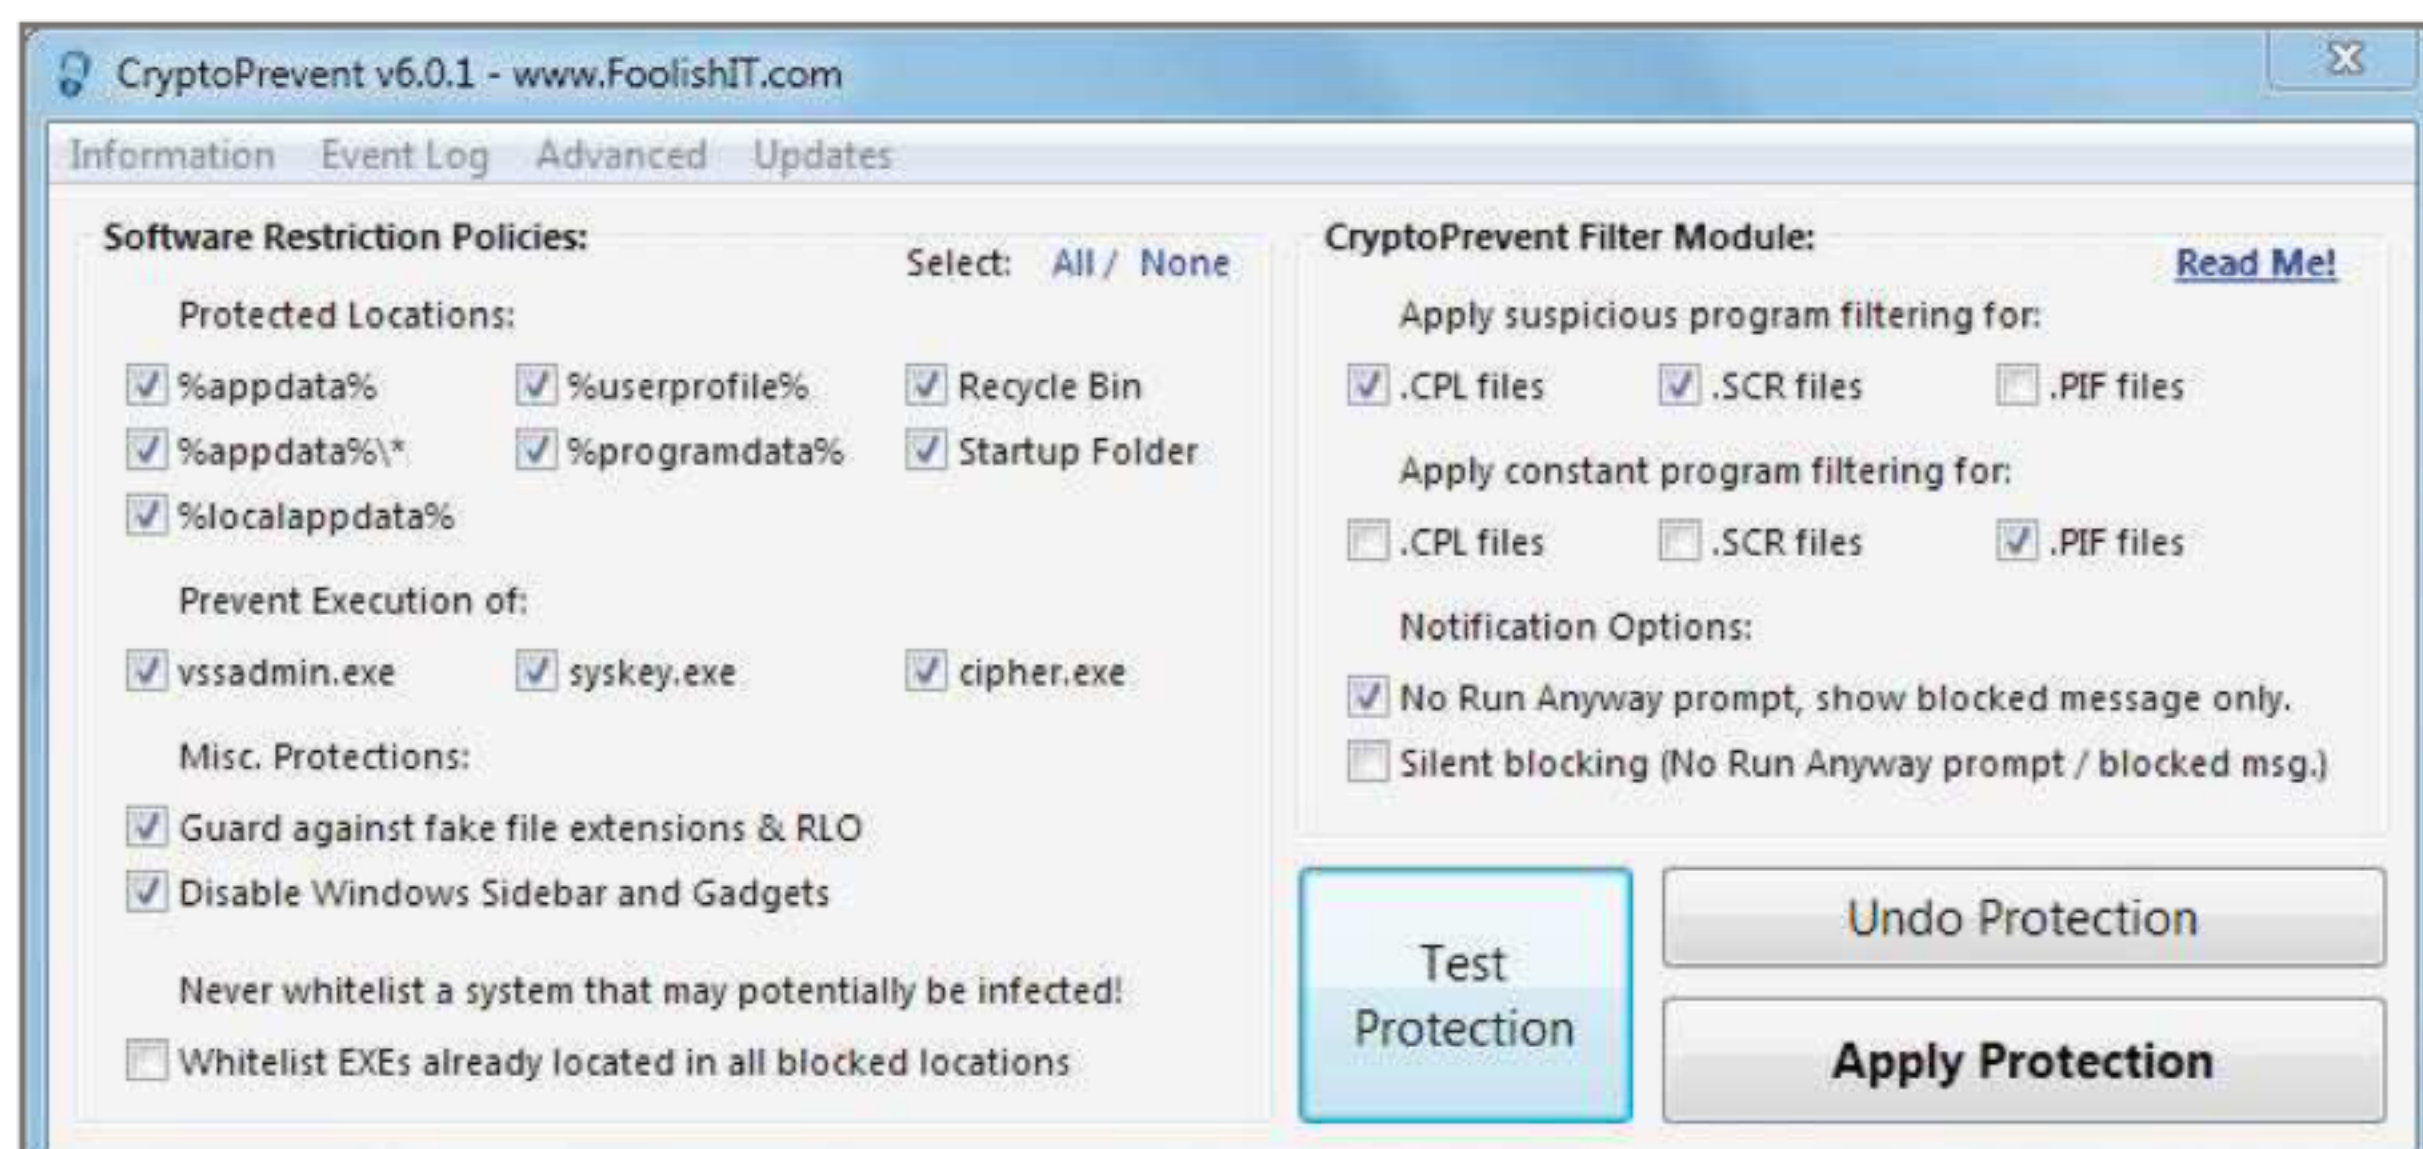 CryptoPrevent v6.0.1 - www.FoolishIT.com
Information Event Log Advanced Updates
Software Restriction Policies:
Select: All / None
Protected Locations:
%appdata% %userprofile% Recycle Bin
%appdata%\* %programdata% Startup Folder
%localappdata%
Prevent Execution of:
vssadmin.exe syskey.exe cipher.exe
Misc. Protections:
Guard against fake file extensions & RLO
Disable Windows Sidebar and Gadgets
Never whitelist a system that may potentially be infected!
Whitelist EXEs already located in all blocked locations
CryptoPrevent Filter Module:
Read Me!
Apply suspicious program filtering for:
.CPL files .SCR files .PIF files
Apply constant program filtering for:
.CPL files .SCR files .PIF files
Notification Options:
No Run Anyway prompt, show blocked message only.
Silent blocking (No Run Anyway prompt / blocked msg.)
Test
Protection
Undo Protection
Apply Protection